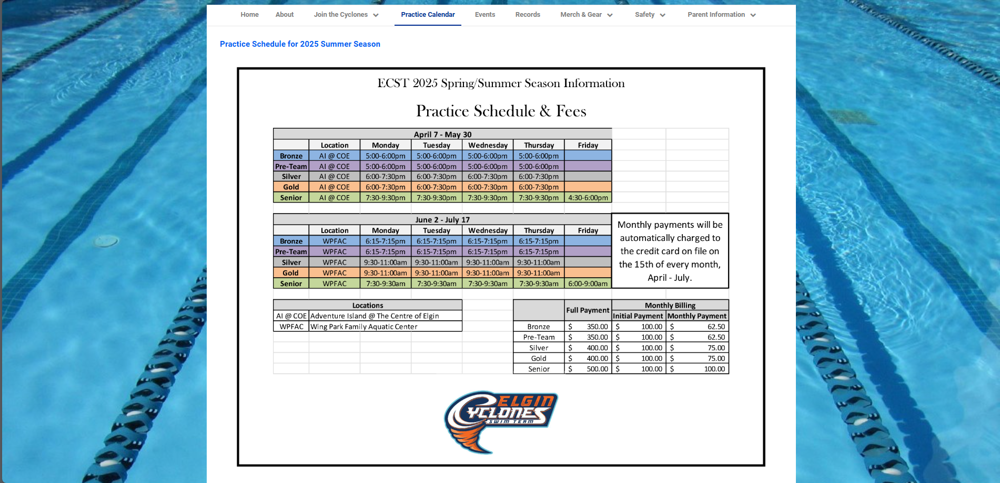 Home About Join the Cyclones Practice Calendar Events Records Merch & Gear Safety Parent Information
Practice Schedule for 2025 Summer Season
ECST 2025 Spring/Summer Season Information
Practice Schedule & Fees
April 7 - May 30
Location Monday Tuesday Wednesday Thursday Friday
Bronze AI @ COE 5:00-6:00pm 5:00-6:00pm 5:00-6:00pm 5:00-6:00pm
Pre-Team AI @ COE 5:00-6:00pm 5:00-6:00pm 5:00-6:00pm 5:00-6:00pm
Silver AI @ COE 6:00-7:30pm 6:00-7:30pm 6:00-7:30pm 6:00-7:30pm
Gold AI @ COE 6:00-7:30pm 6:00-7:30pm 6:00-7:30pm 6:00-7:30pm
Senior AI @ COE 7:30-9:30pm 7:30-9:30pm 7:30-9:30pm 7:30-9:30pm 4:30-6:00pm
June 2 - July 17
Location Monday Tuesday Wednesday Thursday Friday
Bronze WPFAC 6:15-7:15pm 6:15-7:15pm 6:15-7:15pm 6:15-7:15pm
Pre-Team WPFAC 6:15-7:15pm 6:15-7:15pm 6:15-7:15pm 6:15-7:15pm
Silver WPFAC 9:30-11:00am 9:30-11:00am 9:30-11:00am 9:30-11:00am
Gold WPFAC 9:30-11:00am 9:30-11:00am 9:30-11:00am 9:30-11:00am
Senior WPFAC 7:30-9:30am 7:30-9:30am 7:30-9:30am 7:30-9:30am 6:00-9:00am
Monthly payments will be
automatically charged to
the credit card on file on
the 15th of every month,
April - July.
Locations
AI @ COE Adventure Island @ The Centre of Elgin
WPFAC Wing Park Family Aquatic Center
Full Payment Monthly Billing
Initial Payment Monthly Payment
Bronze $ 350.00 $ 100.00 $ 62.50
Pre-Team $ 350.00 $ 100.00 $ 62.50
Silver $ 400.00 $ 100.00 $ 75.00
Gold $ 400.00 $ 100.00 $ 75.00
Senior $ 500.00 $ 100.00 $ 100.00
ELGIN
CYCLONES
SWIM TEAM